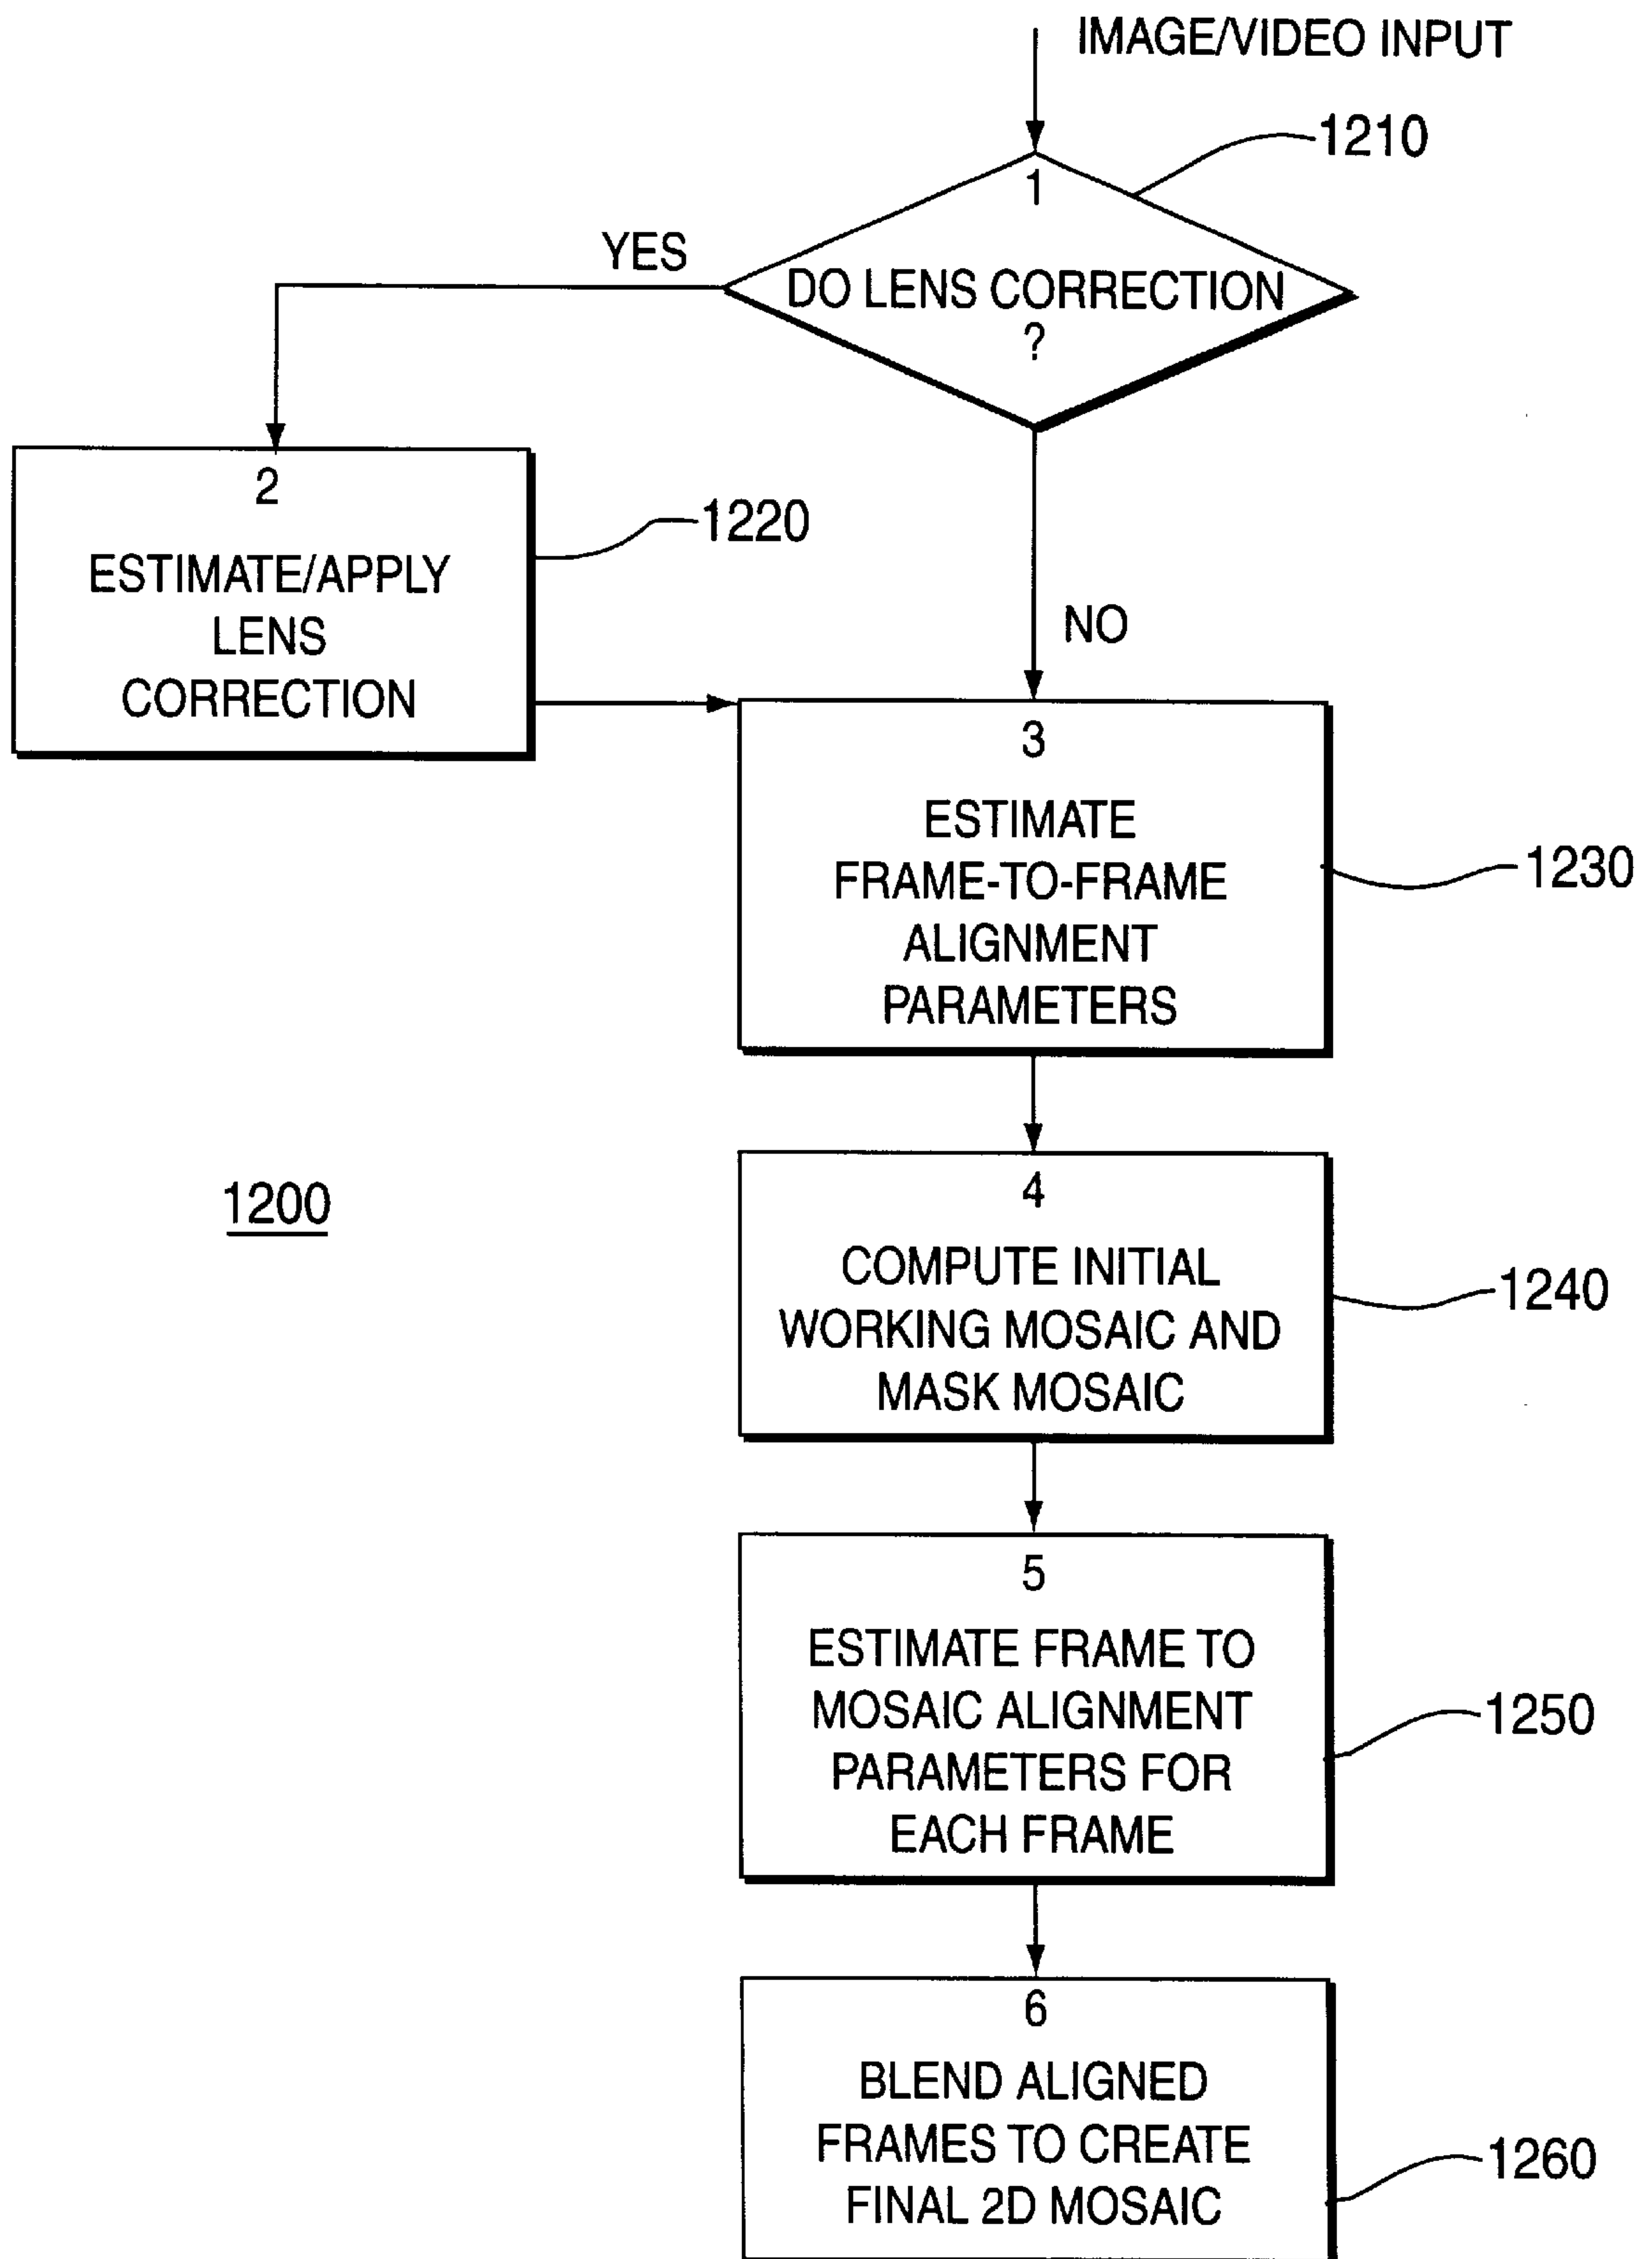 IMAGE/VIDEO INPUT
1210
1
YES
DO LENS CORRECTION
?
2
1220
ESTIMATE/APPLY
LENS
CORRECTION
NO
3
ESTIMATE
FRAME-TO-FRAME
ALIGNMENT
PARAMETERS
1230
4
1200
COMPUTE INITIAL
WORKING MOSAIC AND
MASK MOSAIC
1240
5
ESTIMATE FRAME TO
MOSAIC ALIGNMENT
PARAMETERS FOR
EACH FRAME
1250
6
BLEND ALIGNED
FRAMES TO CREATE
FINAL 2D MOSAIC
1260